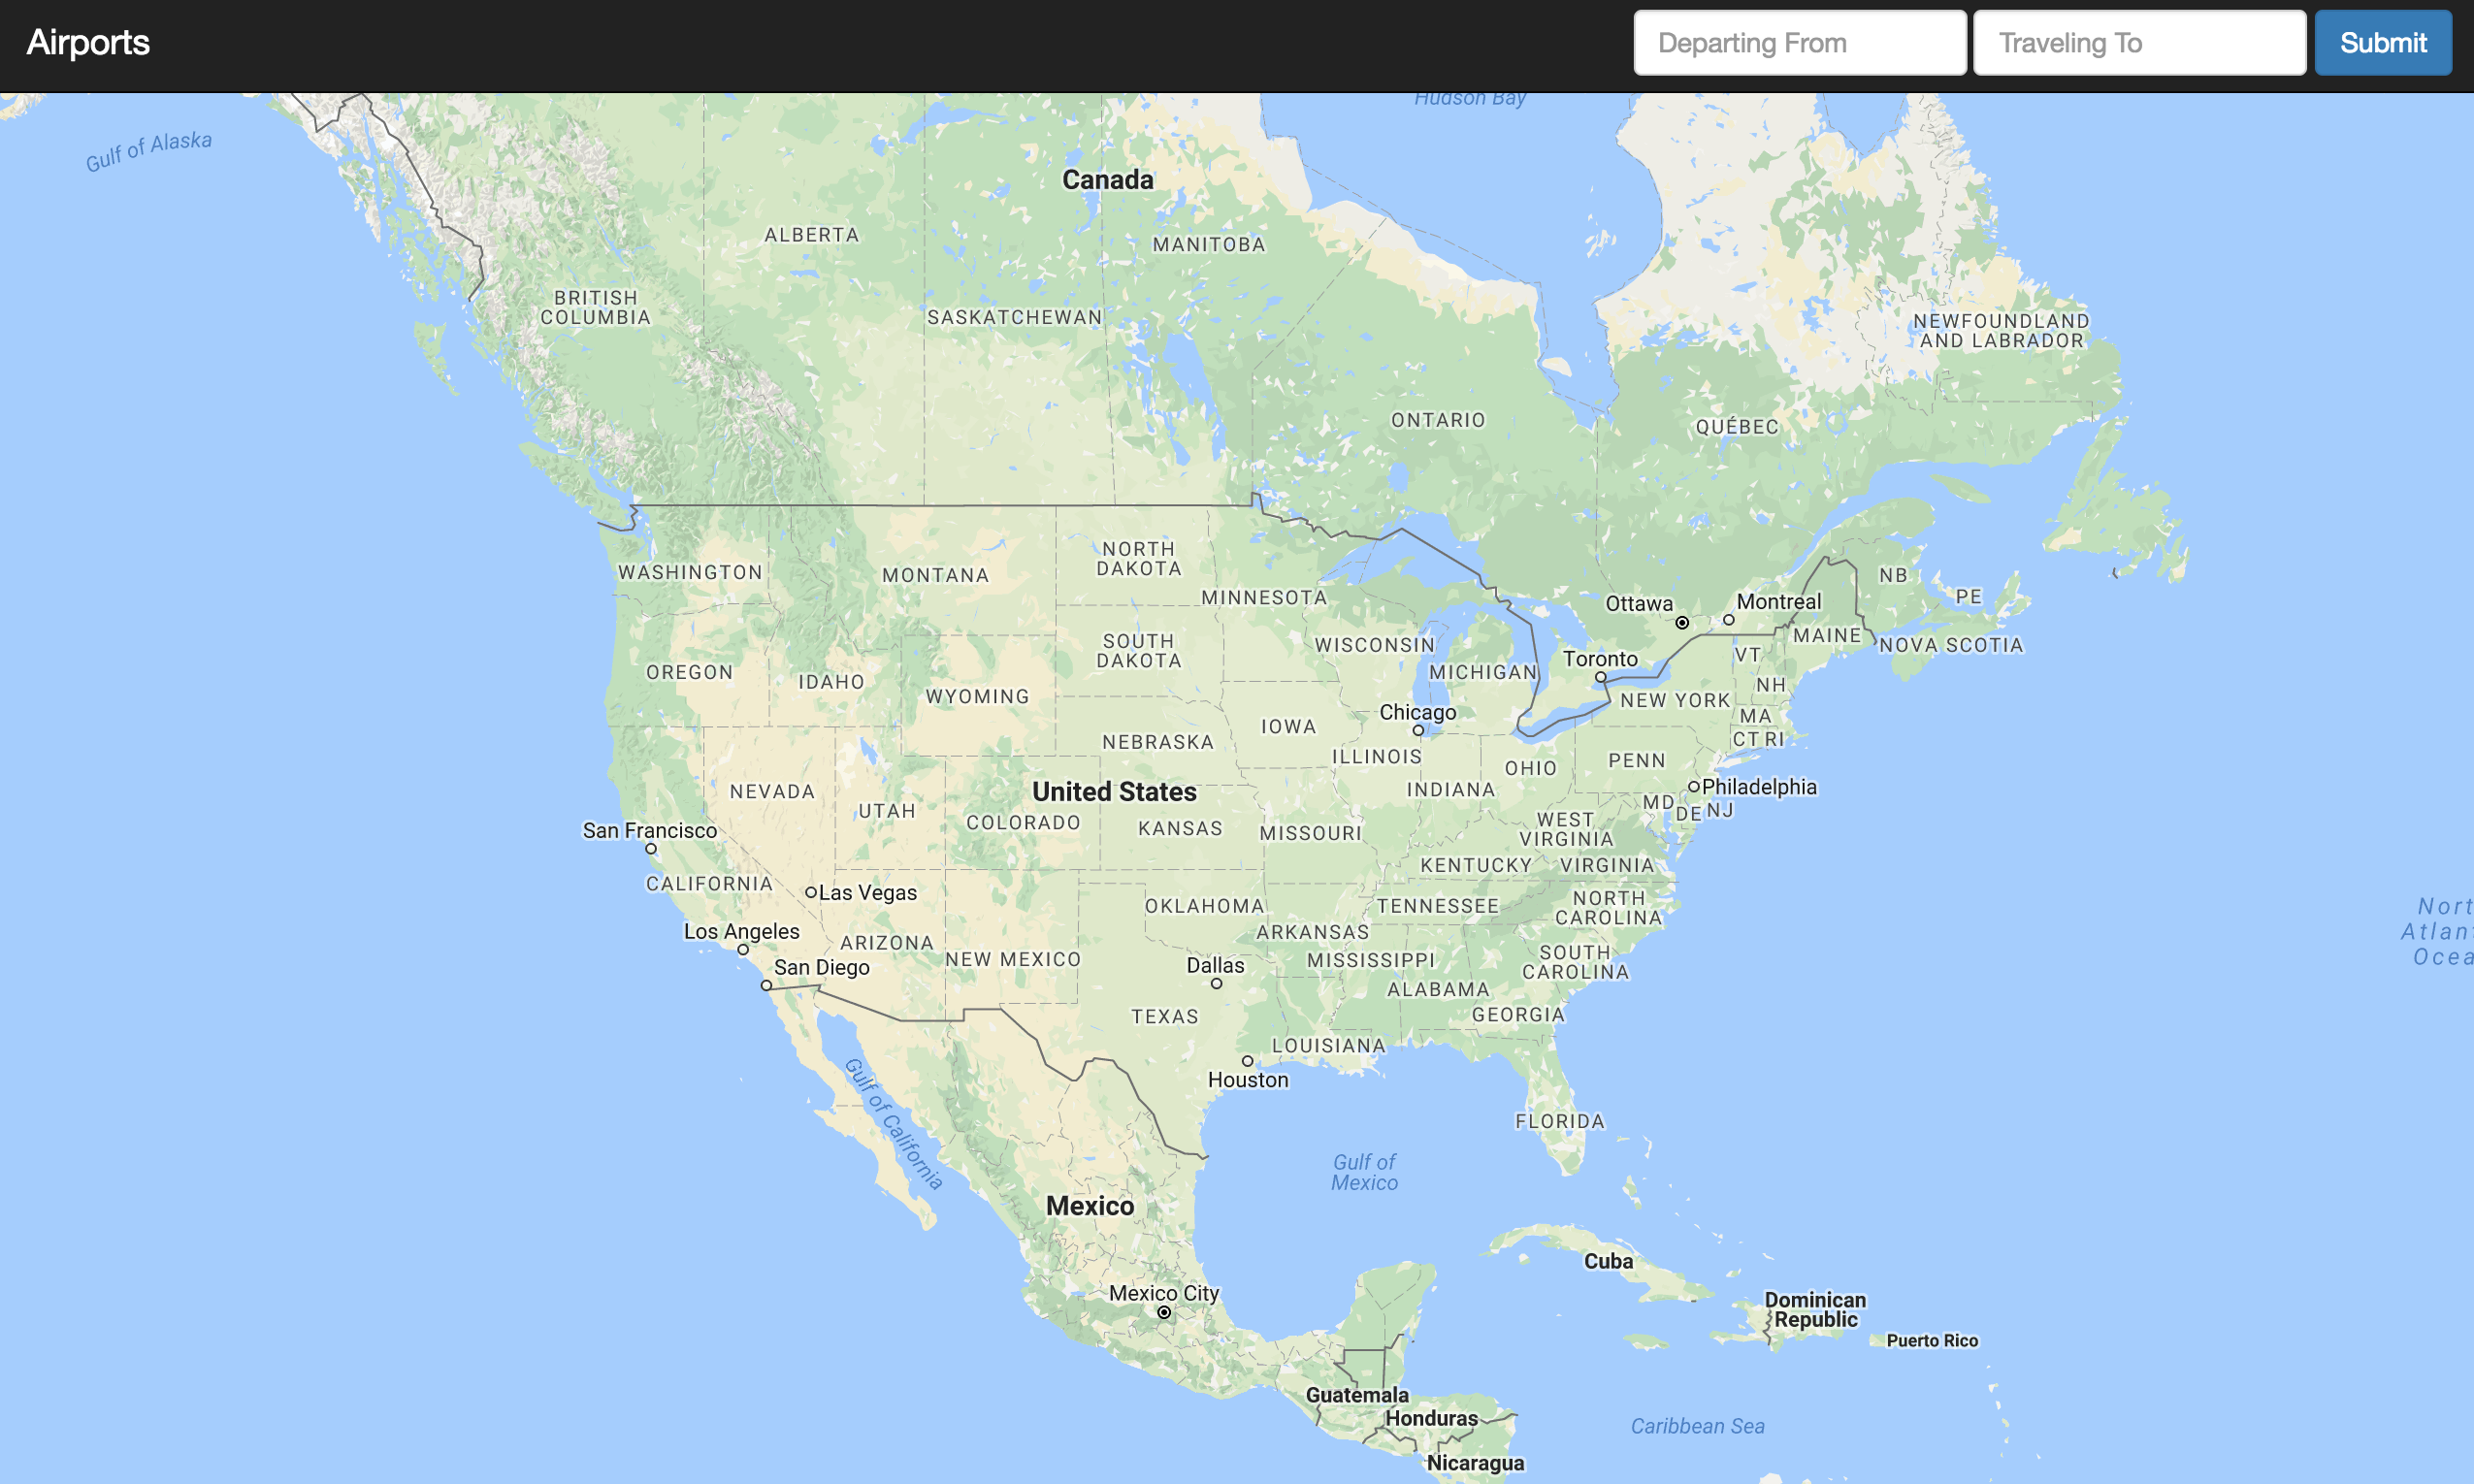 Airports
Departing From
Traveling To
Submit
Hudson Bay
Gulf of Alaska
Canada
ALBERTA
MANITOBA
BRITISH
COLUMBIA
SASKATCHEWAN
NEWFOUNDLAND
AND LABRADOR
ONTARIO
QUÉBEC
WASHINGTON
MONTANA
NORTH
DAKOTA
MINNESOTA
NB
PE
Ottawa
Montreal
MAINE
NOVA SCOTIA
OREGON
IDAHO
SOUTH
DAKOTA
WISCONSIN
MICHIGAN
Toronto
VT
NH
WYOMING
NEW YORK
MA
CT RI
Chicago
IOWA
NEBRASKA
ILLINOIS
INDIANA
OHIO
PENN
Philadelphia
MD
DE
NJ
United States
NEVADA
UTAH
COLORADO
KANSAS
MISSOURI
WEST
VIRGINIA
KENTUCKY
VIRGINIA
San Francisco
CALIFORNIA
Las Vegas
OKLAHOMA
TENNESSEE
NORTH
CAROLINA
Nort
Atlan
Ocea
Los Angeles
ARIZONA
NEW MEXICO
ARKANSAS
MISSISSIPPI
SOUTH
CAROLINA
San Diego
Dallas
ALABAMA
TEXAS
GEORGIA
LOUISIANA
Houston
Gulf of California
FLORIDA
Gulf of
Mexico
Mexico
Cuba
Mexico City
Dominican
Republic
Puerto Rico
Guatemala
Honduras
Caribbean Sea
Nicaragua